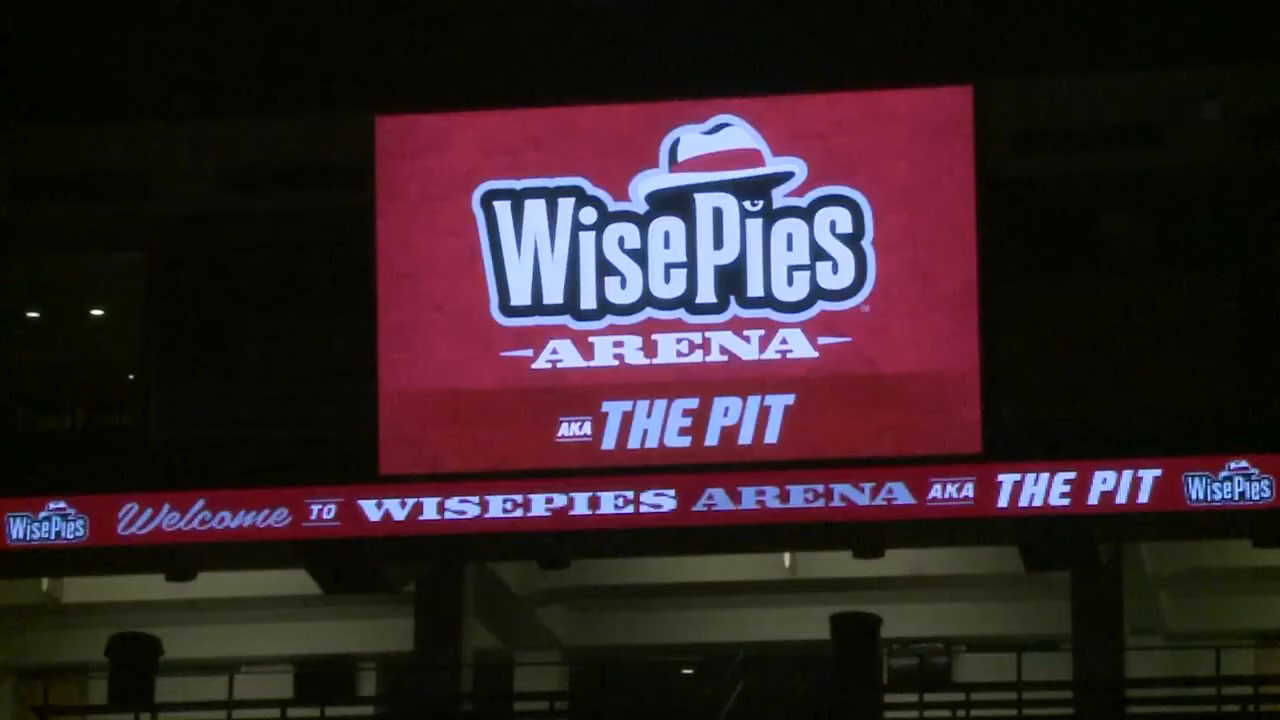 WISEPIES
ARENA
AKA THE PIT
WISEPIES Welcome TO WISEPIES ARENA AKA THE PIT WISEPIES